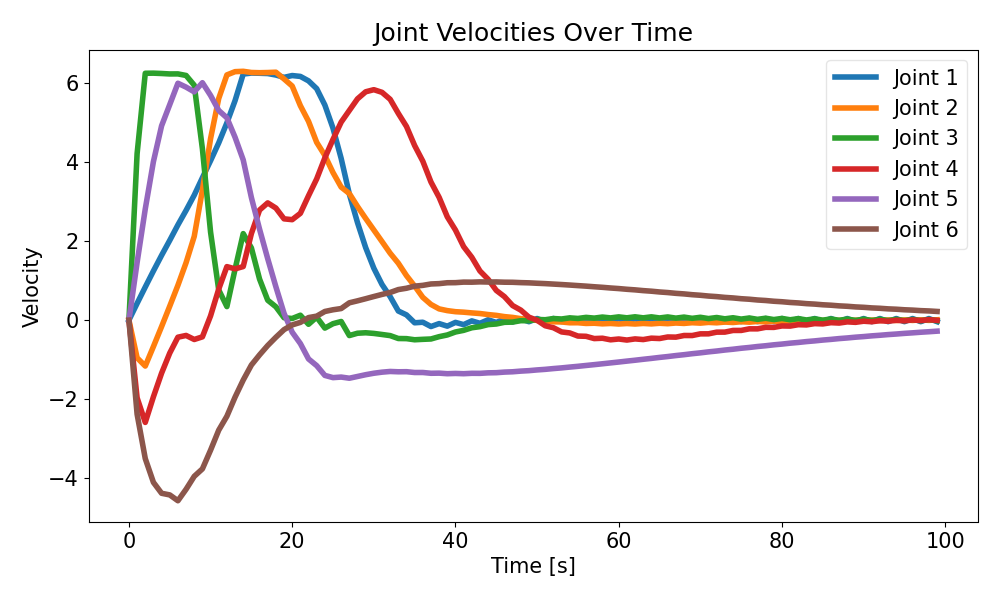 Joint Velocities Over Time
Joint 1
Joint 2
Joint 3
Joint 4
Joint 5
Joint 6
Velocity
6
4
2
0
−2
−4
0 20 40 60 80 100
Time [s]